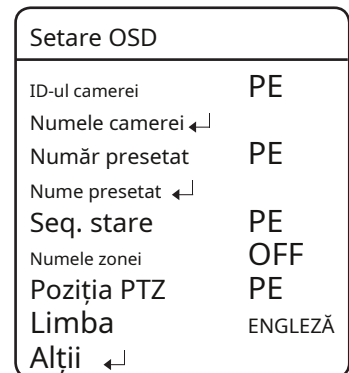 Setare OSD
ID-ul camerei PE
Numele camerei
Număr presetat PE
Nume presetat
Seq. stare PE
Numele zonei OFF
Poziția PTZ PE
Limba ENGLEZĂ
Alții